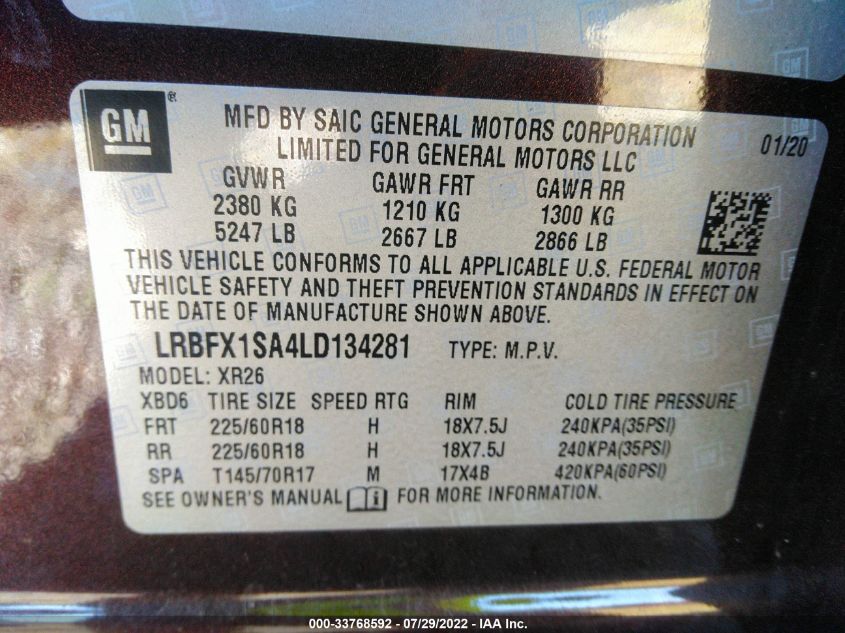 GM ®
MFD BY SAIC GENERAL MOTORS CORPORATION
LIMITED FOR GENERAL MOTORS LLC
01/20
GVWR GAWR FRT GAWR RR
2380 KG 1210 KG 1300 KG
5247 LB 2667 LB 2866 LB
THIS VEHICLE CONFORMS TO ALL APPLICABLE U.S. FEDERAL MOTOR
VEHICLE SAFETY AND THEFT PREVENTION STANDARDS IN EFFECT ON
THE DATE OF MANUFACTURE SHOWN ABOVE.
LRBFX1SA4LD134281 TYPE: M.P.V.
MODEL: XR26
XBD6 TIRE SIZE SPEED RTG RIM COLD TIRE PRESSURE
FRT 225/60R18 H 18X7.5J 240KPA(35PSI)
RR 225/60R18 H 18X7.5J 240KPA(35PSI)
SPA T145/70R17 M 17X4B 420KPA(60PSI)
SEE OWNER'S MANUAL i FOR MORE INFORMATION.
000-33768592 - 07/29/2022 - IAA Inc.